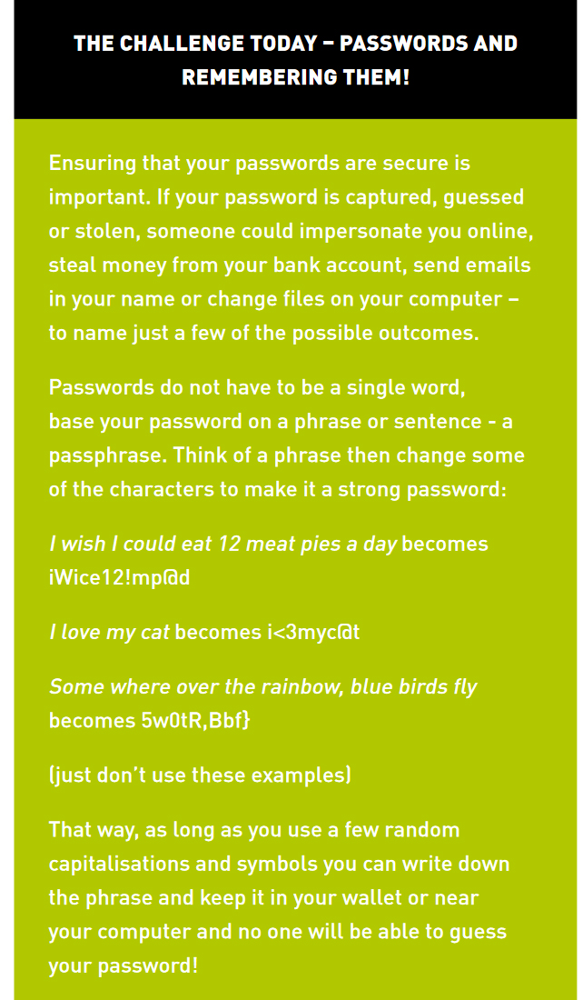 THE CHALLENGE TODAY – PASSWORDS AND
REMEMBERING THEM!
Ensuring that your passwords are secure is
important. If your password is captured, guessed
or stolen, someone could impersonate you online,
steal money from your bank account, send emails
in your name or change files on your computer –
to name just a few of the possible outcomes.
Passwords do not have to be a single word,
base your password on a phrase or sentence - a
passphrase. Think of a phrase then change some
of the characters to make it a strong password:
I wish I could eat 12 meat pies a day becomes
iWice12!mp@d
I love my cat becomes i<3myc@t
Some where over the rainbow, blue birds fly
becomes 5w0tR,Bbf}
(just don't use these examples)
That way, as long as you use a few random
capitalisations and symbols you can write down
the phrase and keep it in your wallet or near
your computer and no one will be able to guess
your password!